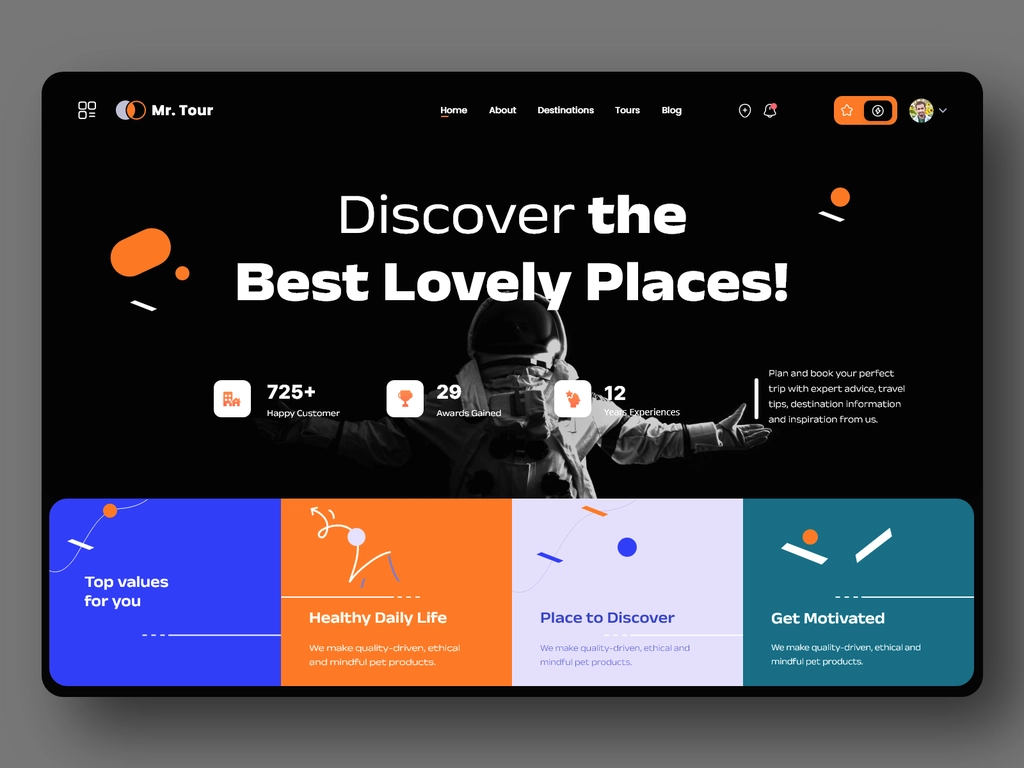 Mr. Tour
Home About Destinations Tours Blog
Discover the
Best Lovely Places!
725+
Happy Customer
29
Awards Gained
12
Years Experiences
Plan and book your perfect
trip with expert advice, travel
tips, destination information
and inspiration from us.
Top values
for you
Healthy Daily Life
We make quality-driven, ethical
and mindful pet products.
Place to Discover
We make quality-driven, ethical and
mindful pet products.
Get Motivated
We make quality-driven, ethical and
mindful pet products.